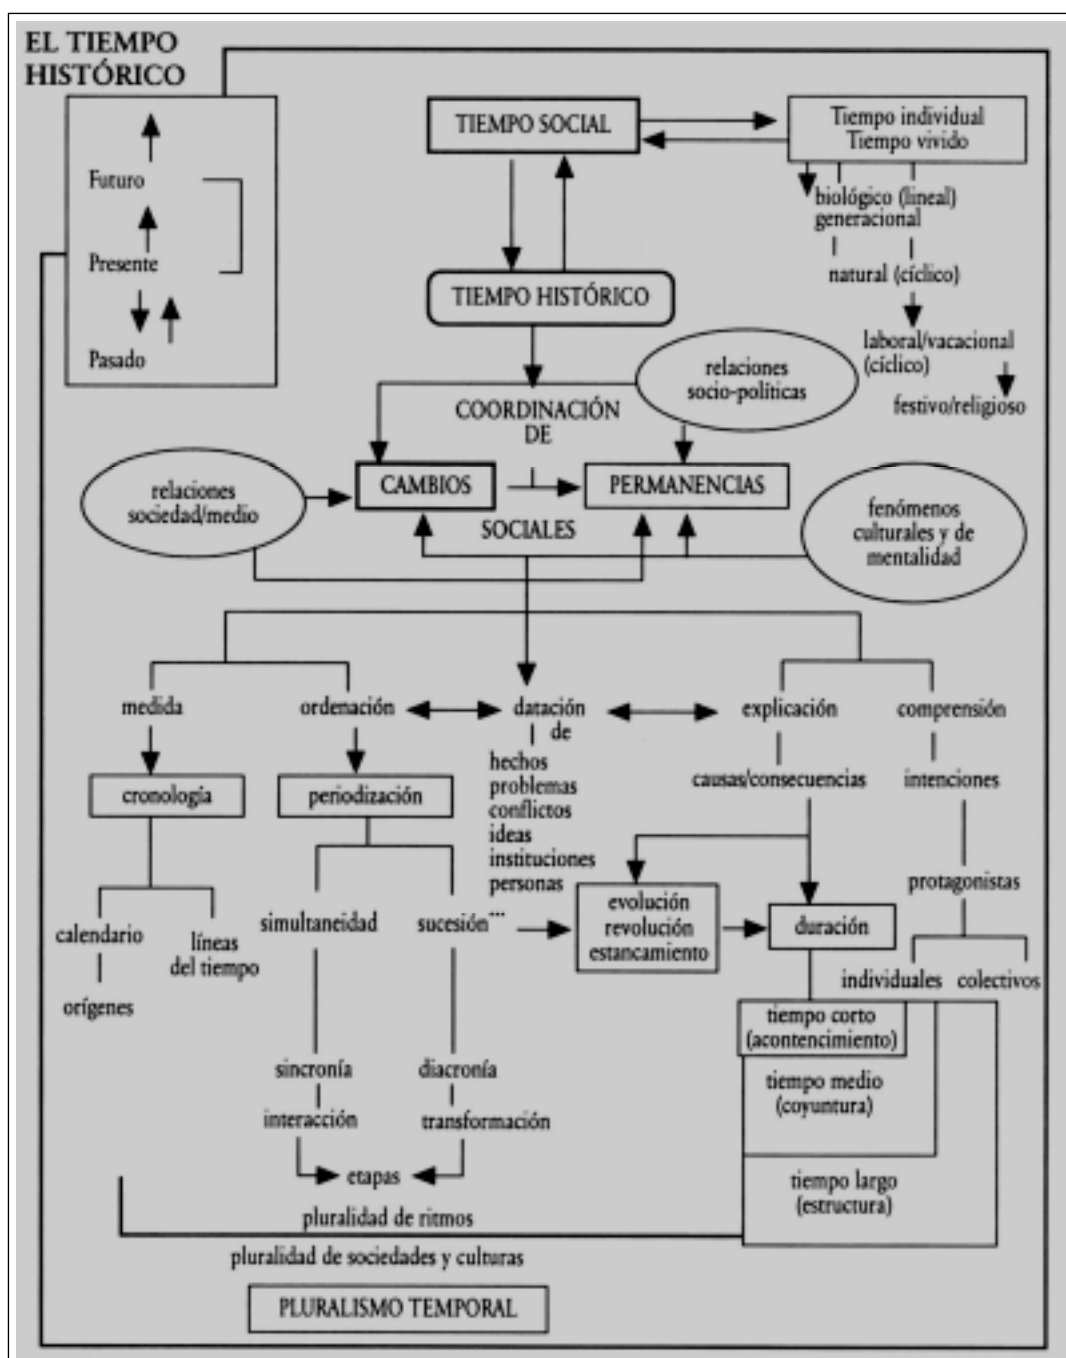 EL TIEMPO
HISTÓRICO
Futuro
Presente
Pasado
TIEMPO SOCIAL
Tiempo individual
Tiempo vivido
biológico (lineal)
generacional
natural (cíclico)
laboral/vacacional
(cíclico)
festivo/religioso
TIEMPO HISTÓRICO
relaciones
socio-políticas
COORDINACIÓN
DE
CAMBIOS
PERMANENCIAS
SOCIALES
relaciones
sociedad/medio
fenómenos
culturales y de
mentalidad
medida
ordenación
datación
de
explicación
comprensión
cronología
periodización
hechos
problemas
conflictos
ideas
instituciones
personas
...
causas/consecuencias
intenciones
calendario
líneas
del tiempo
orígenes
simultaneidad
sucesión
evolución
revolución
estancamiento
duración
protagonistas
individuales
colectivos
sincronía
diacronía
interacción
transformación
etapas
tiempo corto
(acontencimiento)
tiempo medio
(coyuntura)
tiempo largo
(estructura)
pluralidad de ritmos
pluralidad de sociedades y culturas
PLURALISMO TEMPORAL